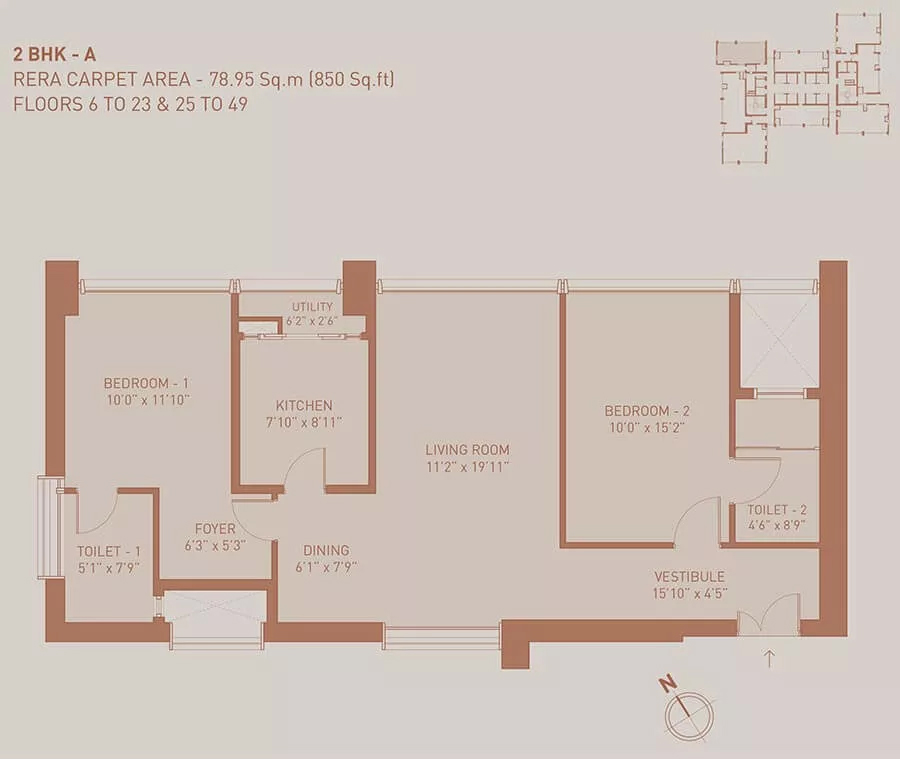 2 BHK - A
RERA CARPET AREA - 78.95 Sq.m (850 Sq.ft)
FLOORS 6 TO 23 & 25 TO 49
UTILITY
6'2" x 2'6"
BEDROOM - 1
10'0" x 11'10"
KITCHEN
7'10" x 8'11"
BEDROOM - 2
10'0" x 15'2"
LIVING ROOM
11'2" x 19'11"
TOILET - 2
4'6" x 8'9"
FOYER
6'3" x 5'3"
TOILET - 1
5'1" x 7'9"
DINING
6'1" x 7'9"
VESTIBULE
15'10" x 4'5"
N